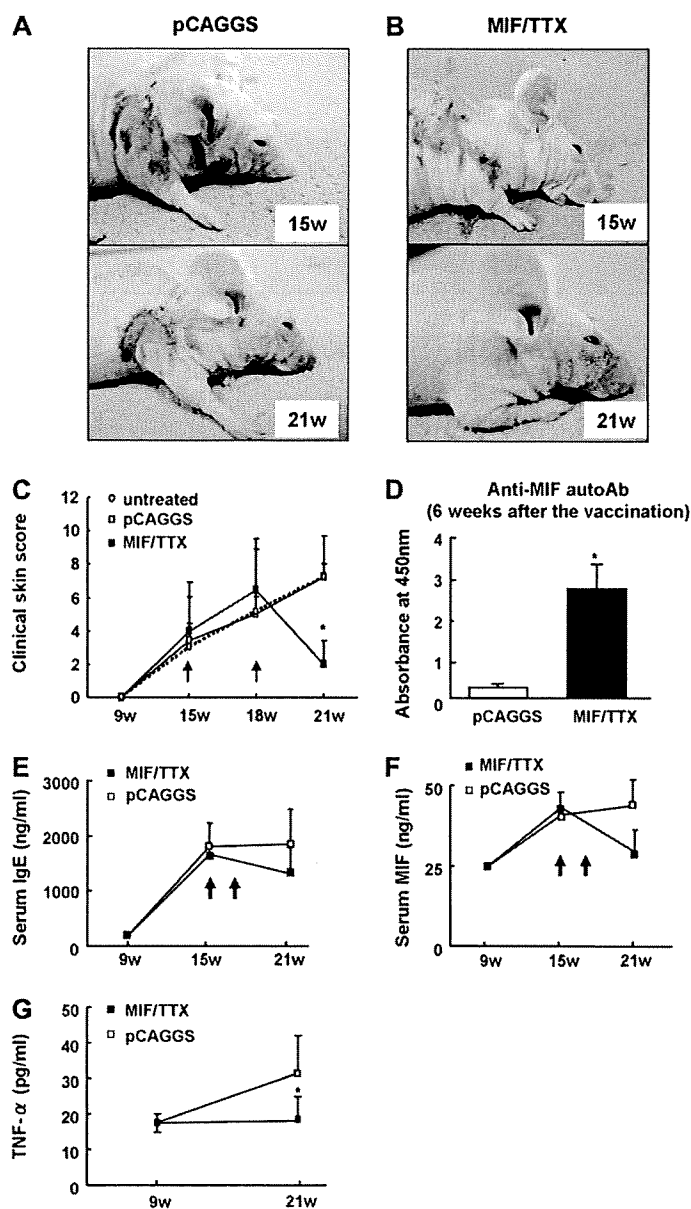 A pCAGGS
B MIF/TTX
15w
15w
21w
21w
C
Clinical skin score
12
10
8
6
4
2
0
untreated
pCAGGS
MIF/TTX
*
9w 15w 18w 21w
D
Anti-MIF autoAb
(6 weeks after the vaccination)
Absorbance at 450nm
4
3
2
1
0
*
pCAGGS MIF/TTX
E
Serum IgE (ng/ml)
3000
2000
1000
0
MIF/TTX
pCAGGS
9w 15w 21w
F
Serum MIF (ng/ml)
50
25
0
MIF/TTX
pCAGGS
9w 15w 21w
G
TNF-α (pg/ml)
50
40
30
20
10
0
MIF/TTX
pCAGGS
*
9w 21w